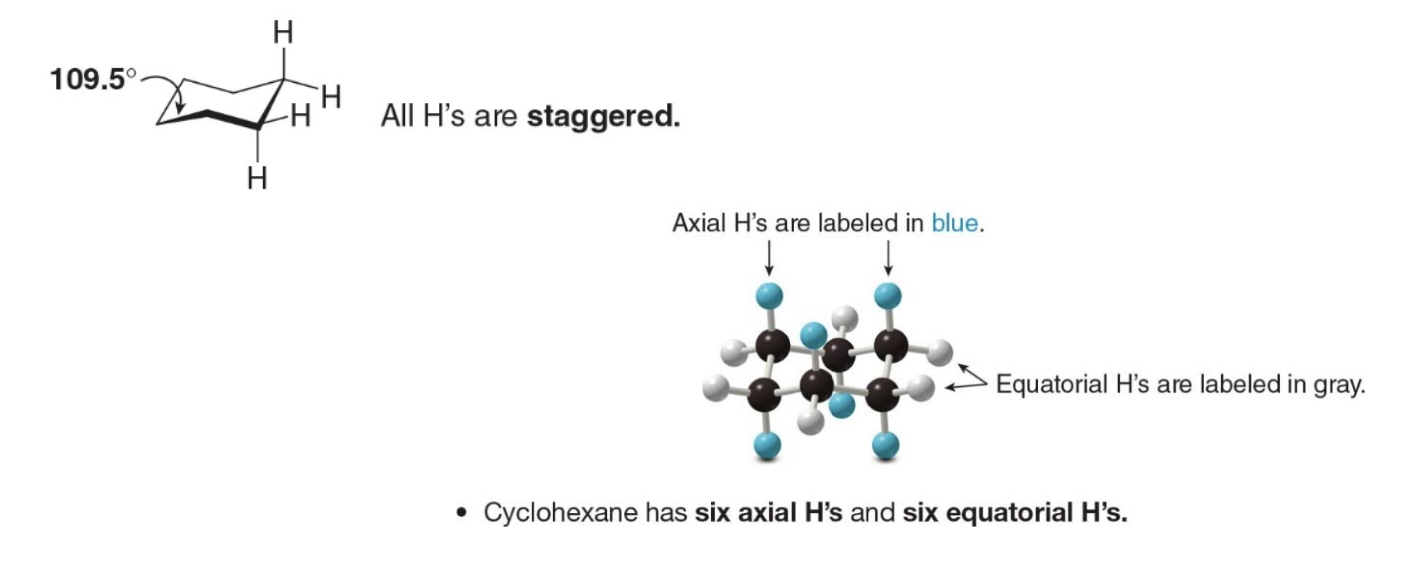 H
109.5°
H
H
All H's are staggered.
H
Axial H's are labeled in blue.
Equatorial H's are labeled in gray.
• Cyclohexane has six axial H's and six equatorial H's.